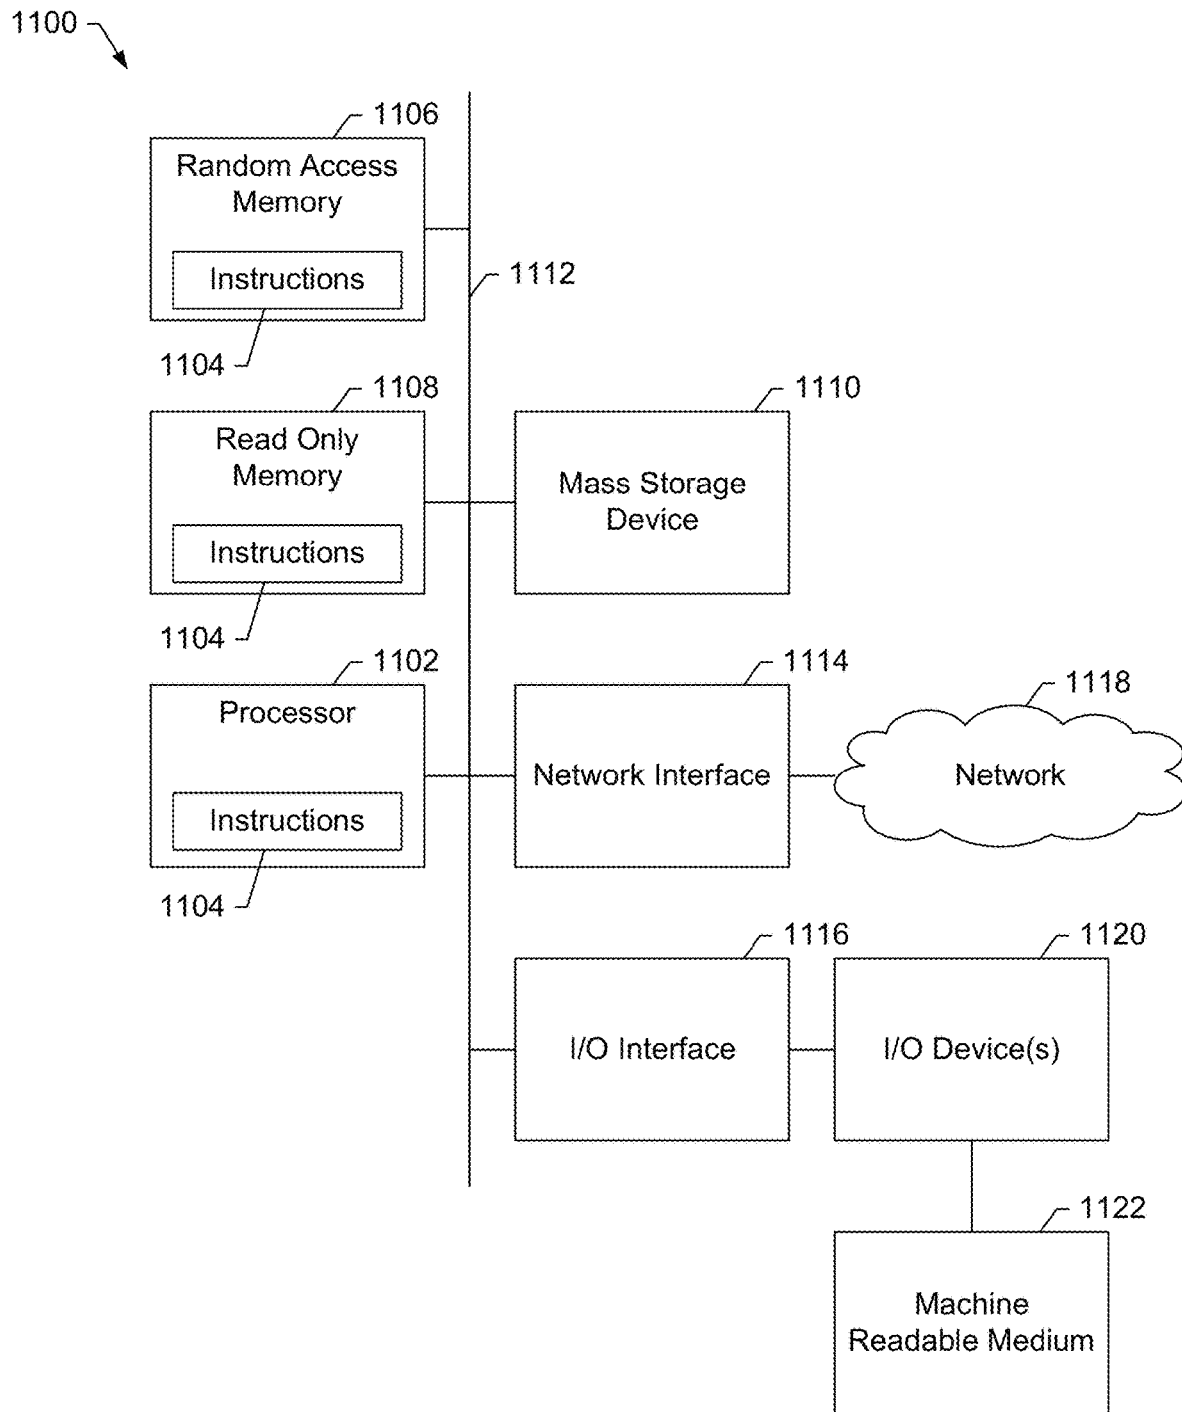 1100
1106
Random Access
Memory
Instructions
1112
1104
1108
1110
Read Only
Memory
Mass Storage
Device
Instructions
1104
1102
1114
1118
Processor
Network Interface
Network
Instructions
1104
1116
1120
I/O Interface
I/O Device(s)
1122
Machine
Readable Medium